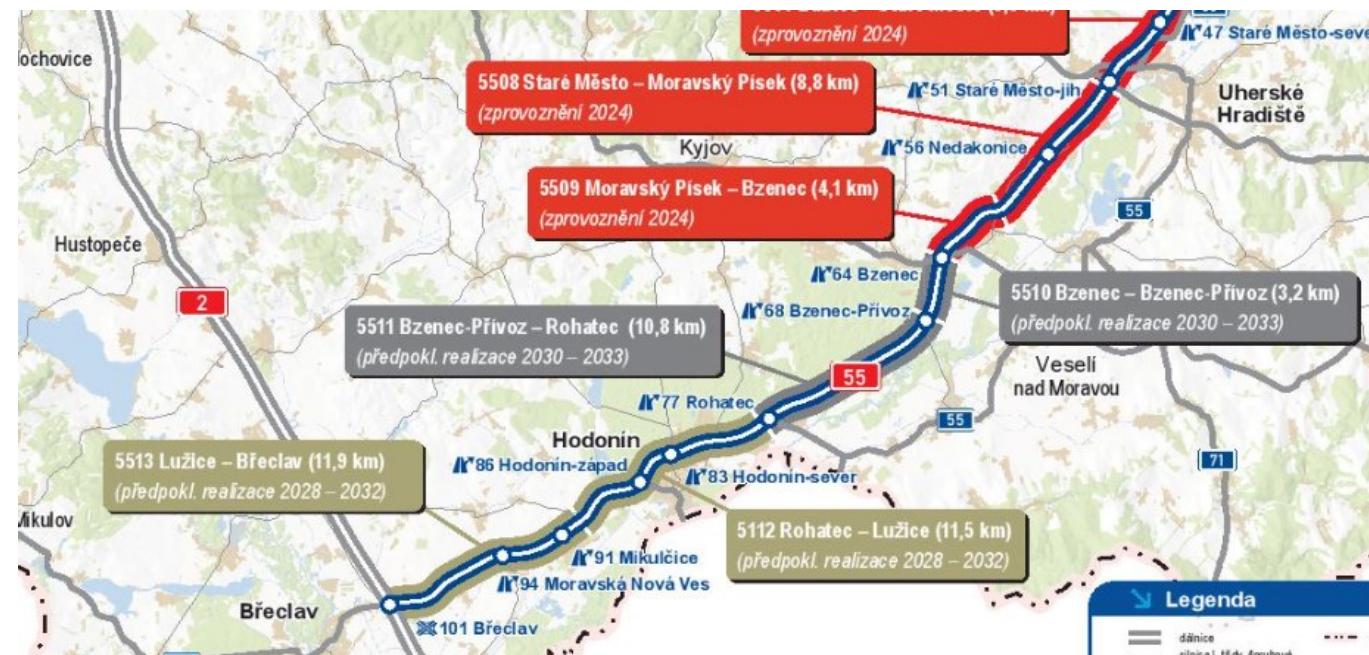 (zprovoznění 2024)
47 Staré Město-seve
5508 Staré Město – Moravský Písek (8,8 km)
(zprovoznění 2024)
51 Staré Město-jih
Uherské
Hradiště
Kyjov
56 Nedakonice
5509 Moravský Písek – Bzenec (4,1 km)
(zprovoznění 2024)
55
Hustopeče
64 Bzenec
2
5510 Bzenec – Bzenec-Přívoz (3,2 km)
(předpokl. realizace 2030 – 2033)
68 Bzenec-Přívoz
5511 Bzenec-Přívoz – Rohatec (10,8 km)
(předpokl. realizace 2030 – 2033)
Veselí
nad Moravou
55
77 Rohatec
55
Hodonín
71
5513 Lužice – Břeclav (11,9 km)
(předpokl. realizace 2028 – 2032)
86 Hodonín-západ
83 Hodonín-sever
Mikulov
5112 Rohatec – Lužice (11,5 km)
(předpokl. realizace 2028 – 2032)
91 Mikulčice
94 Moravská Nová Ves
Břeclav
101 Břeclav
Legenda
dálnice